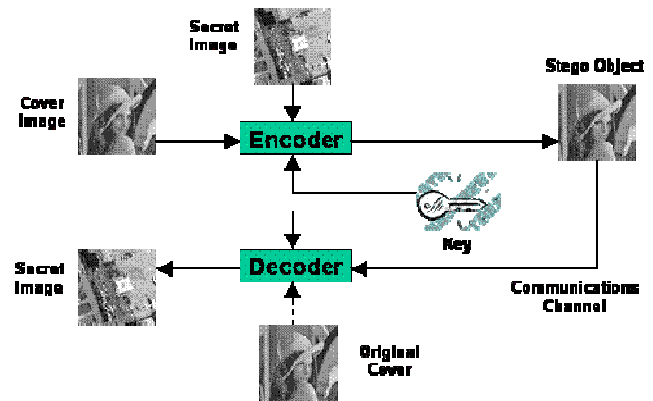 Secret
Image
Stego Object
Cover
Image
Encoder
Key
Secret
Image
Decoder
Communications
Channel
Original
Cover